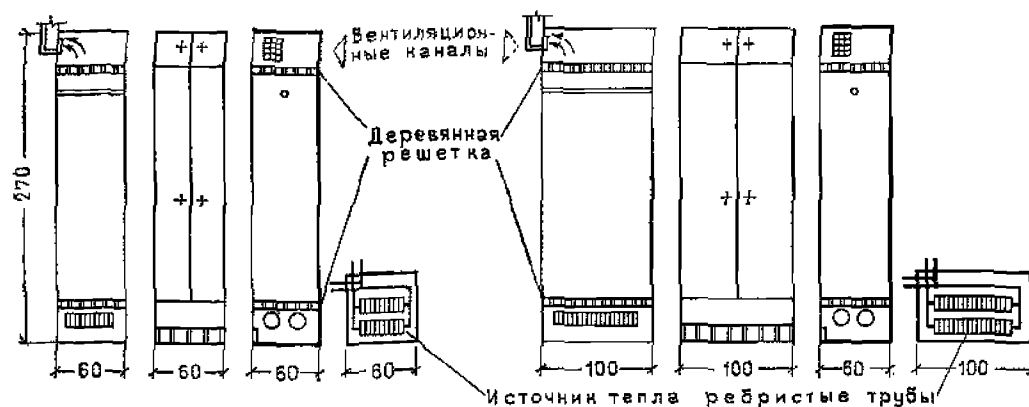 Вентиляцион-
ные каналы
Деревянная
решетка
270
60
60
60
60
100
100
60
100
Источник тепла ребристые трубы